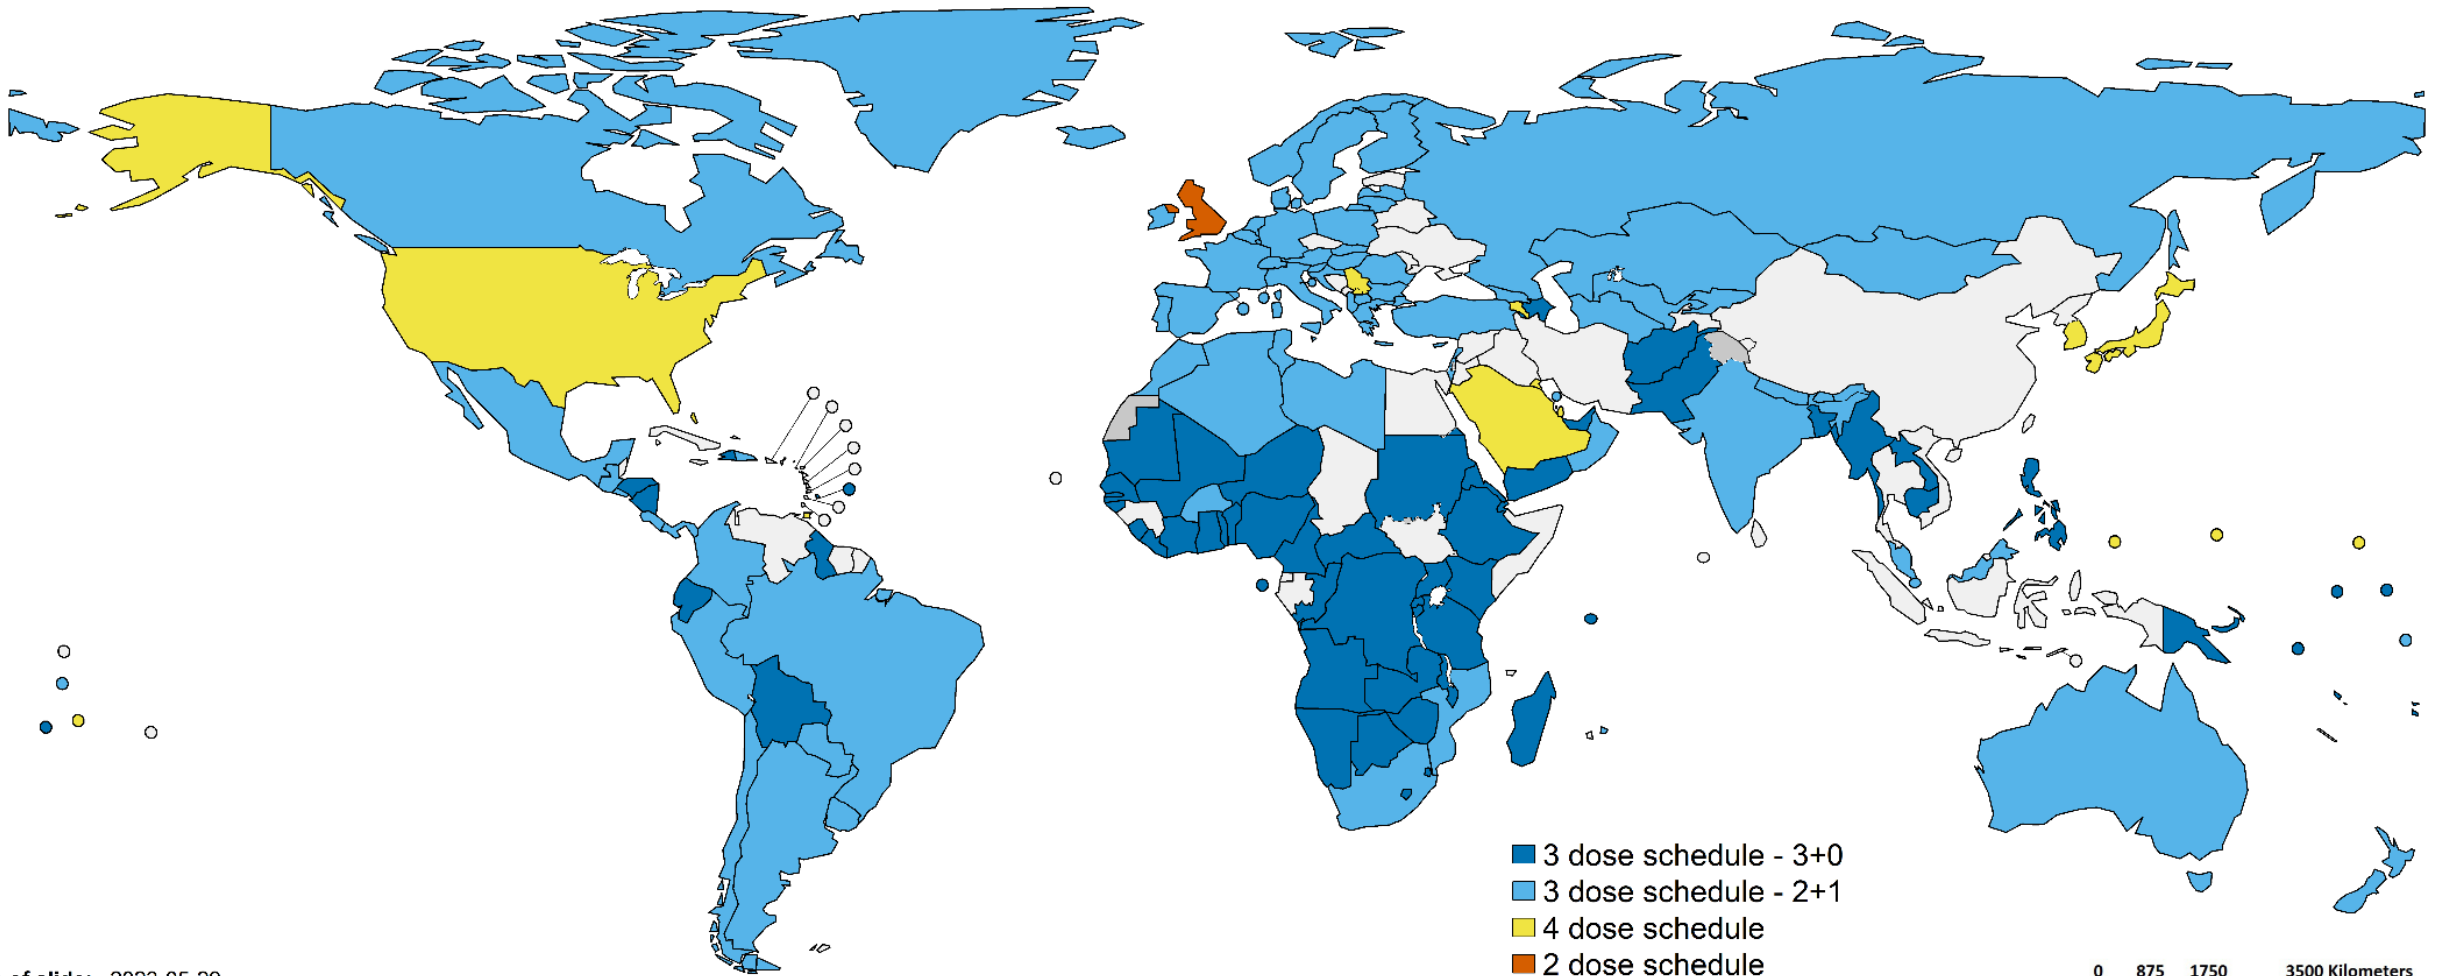 3 dose schedule - 3+0
3 dose schedule - 2+1
4 dose schedule
2 dose schedule
0 875 1750 3500 Kilometers